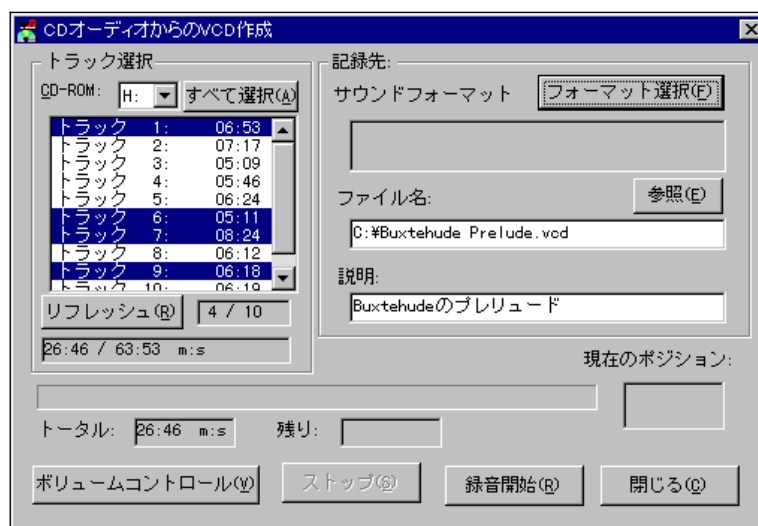 CDオーディオからのVCD作成
トラック選択
CD-ROM: H: すべて選択(A)
トラック 1: 06:53
トラック 2: 07:17
トラック 3: 05:09
トラック 4: 05:46
トラック 5: 06:24
トラック 6: 05:11
トラック 7: 08:24
トラック 8: 06:12
トラック 9: 06:18
トラック 10: 06:19
リフレッシュ(R) 4 / 10
26:46 / 63:53 m:s
記録先:
サウンドフォーマット フォーマット選択(F)
ファイル名: 参照(E)
C:¥Buxtehude Prelude.vcd
説明:
Buxtehudeのプレリュード
現在のポジション:
トータル: 26:46 m:s 残り:
ボリュームコントロール(V) ストップ(S) 録音開始(R) 閉じる(C)